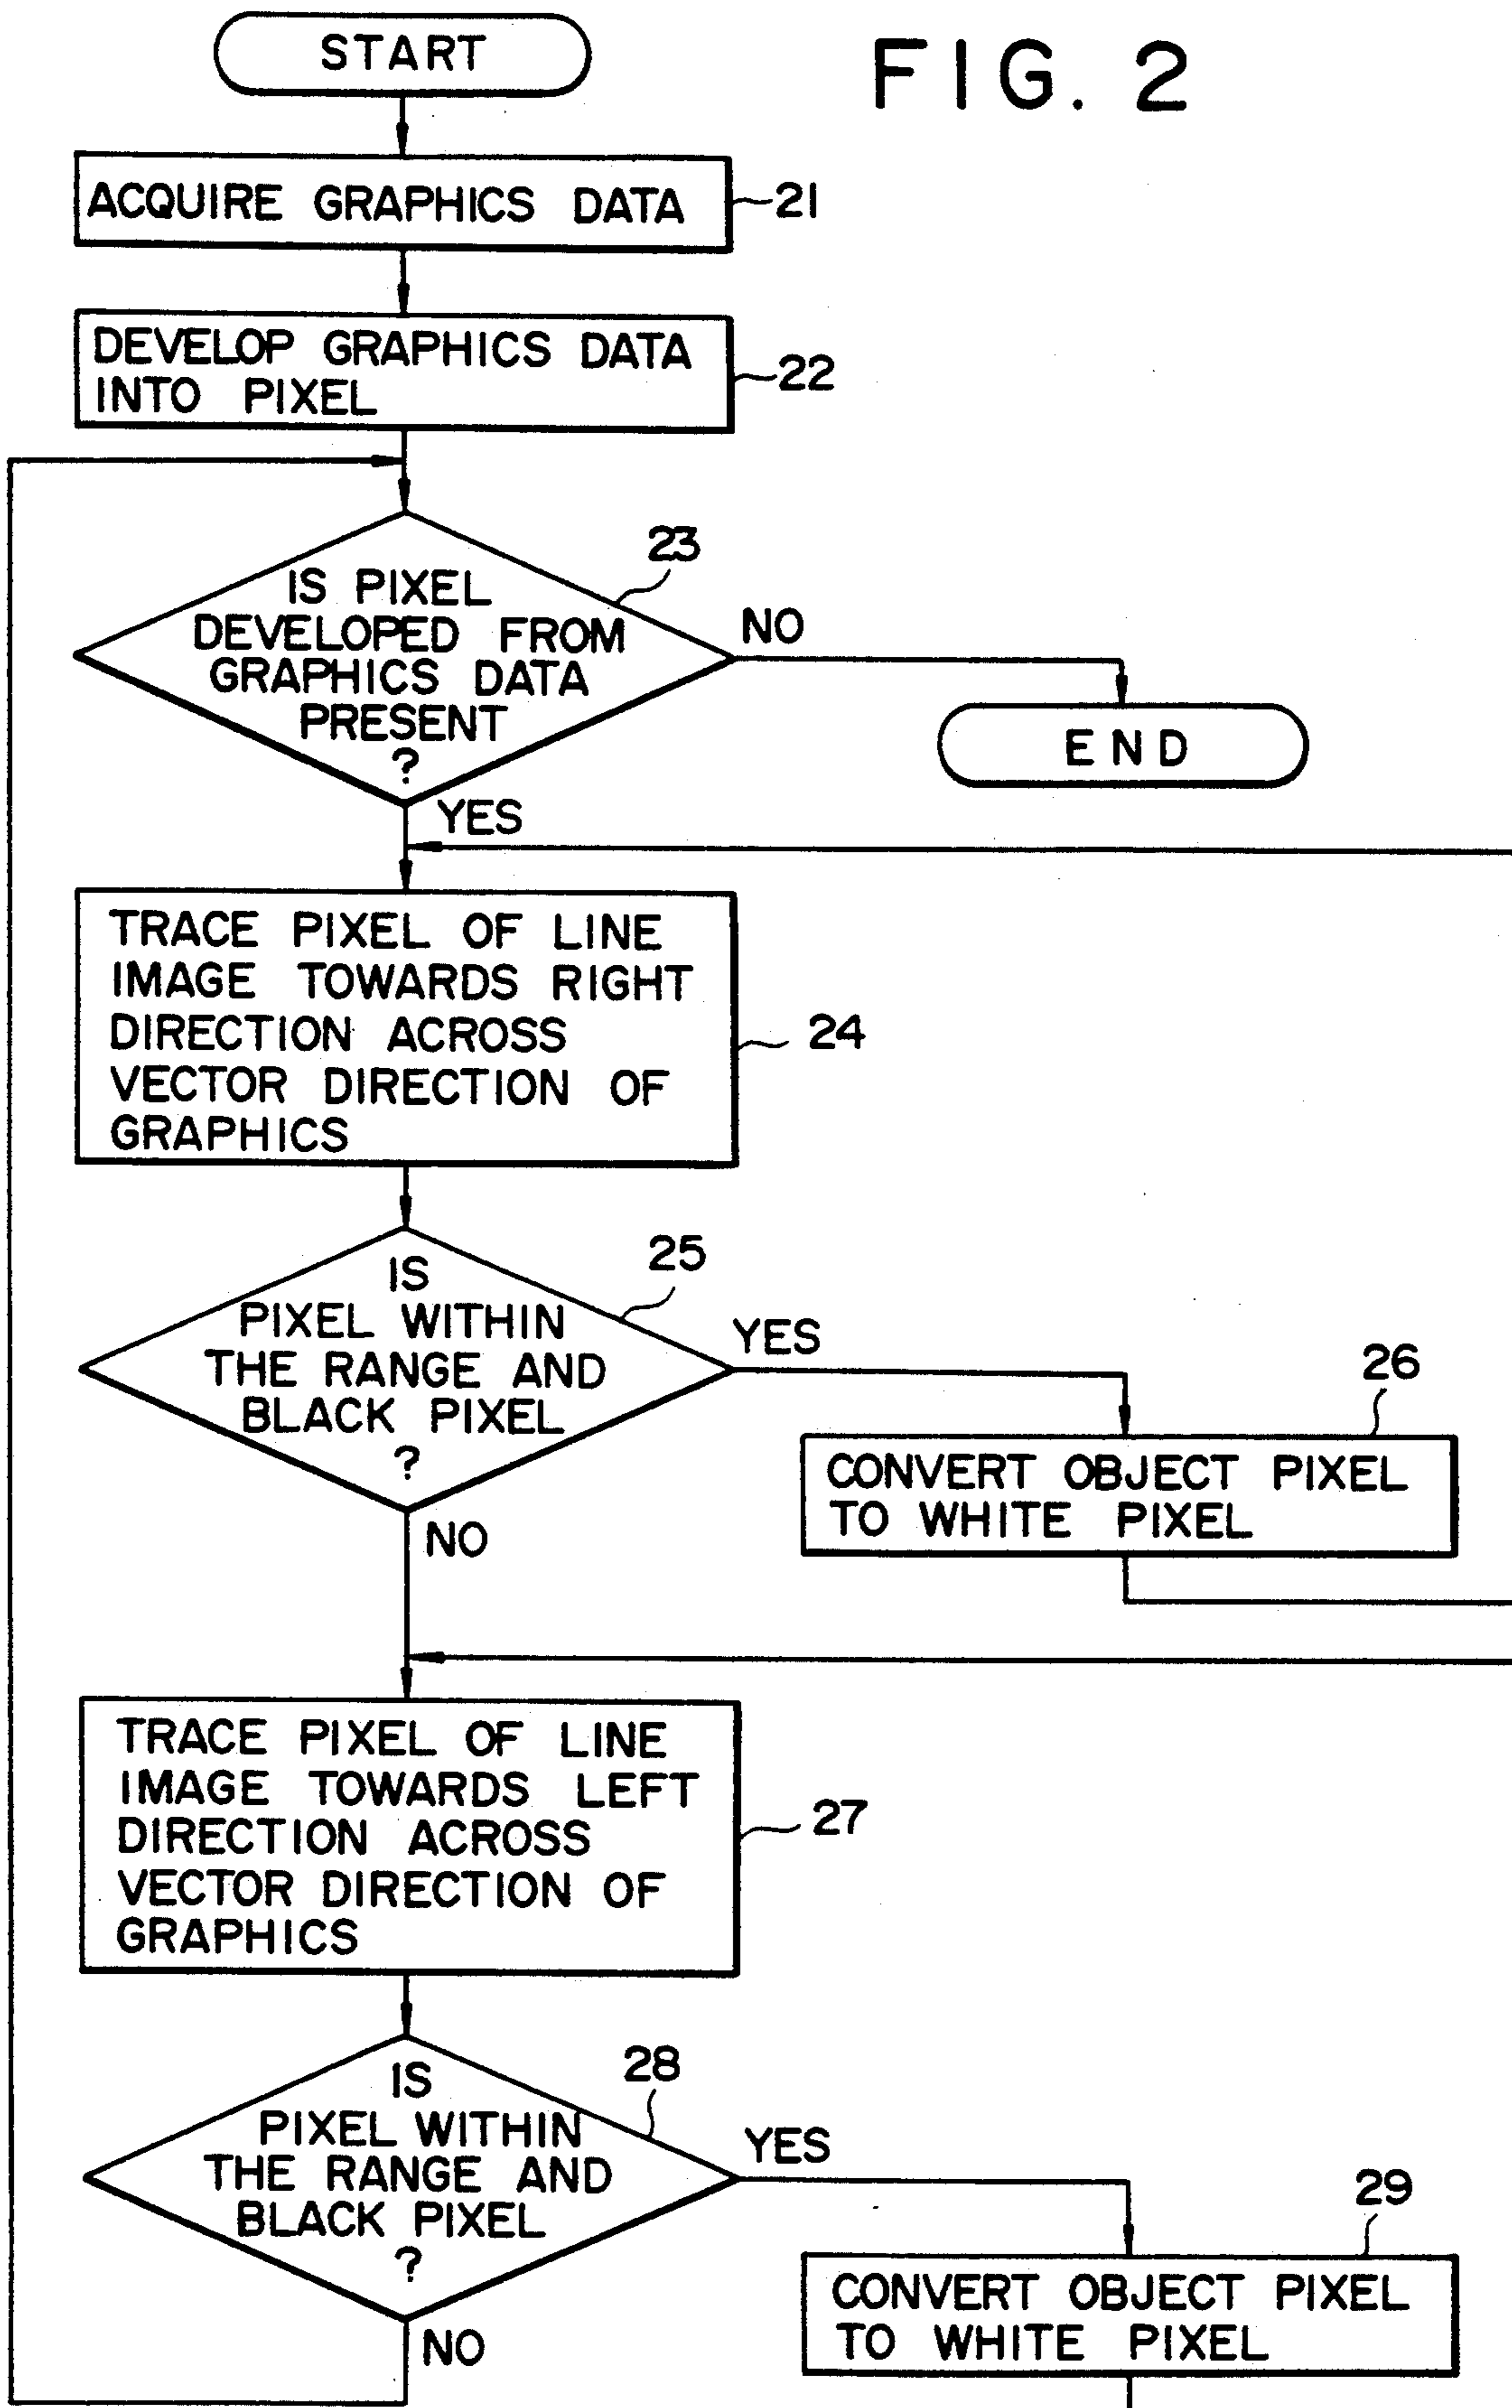 START
FIG. 2
ACQUIRE GRAPHICS DATA
21
DEVELOP GRAPHICS DATA
INTO PIXEL
22
23
IS PIXEL
DEVELOPED FROM
GRAPHICS DATA
PRESENT
?
NO
END
YES
TRACE PIXEL OF LINE
IMAGE TOWARDS RIGHT
DIRECTION ACROSS
VECTOR DIRECTION OF
GRAPHICS
24
25
IS
PIXEL WITHIN
THE RANGE AND
BLACK PIXEL
?
YES
26
CONVERT OBJECT PIXEL
TO WHITE PIXEL
NO
TRACE PIXEL OF LINE
IMAGE TOWARDS LEFT
DIRECTION ACROSS
VECTOR DIRECTION OF
GRAPHICS
27
28
IS
PIXEL WITHIN
THE RANGE AND
BLACK PIXEL
?
YES
29
CONVERT OBJECT PIXEL
TO WHITE PIXEL
NO